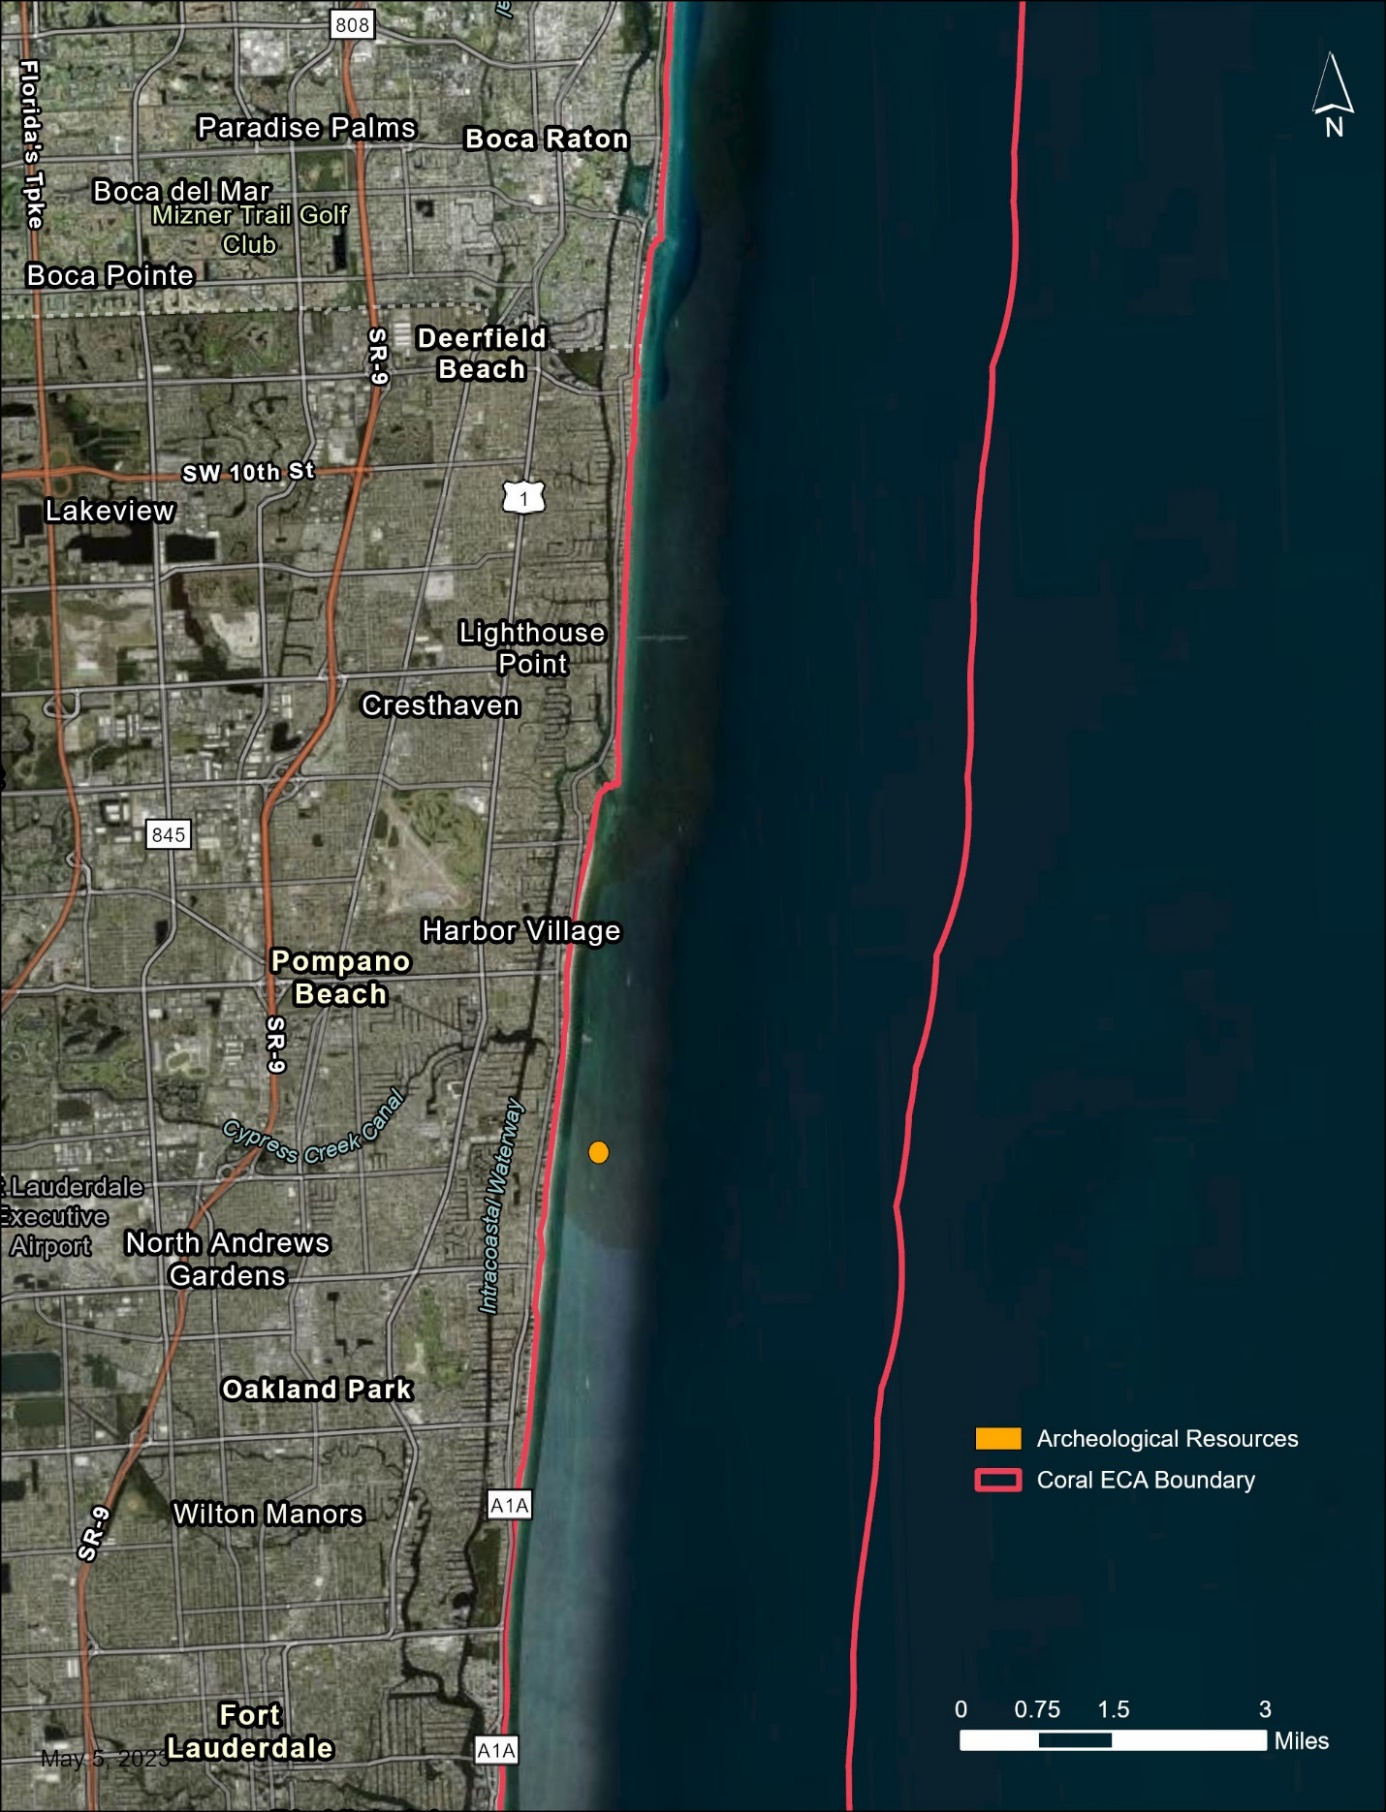 808
Florida's Tpke
Paradise Palms
Boca Raton
N
Boca del Mar
Mizner Trail Golf
Club
Boca Pointe
Deerfield
Beach
SR-9
SW 10th St
1
Lakeview
Lighthouse
Point
Cresthaven
845
Harbor Village
Pompano
Beach
SR-9
Cypress Creek Canal
Intracoastal Waterway
Lauderdale
Executive
Airport
North Andrews
Gardens
Oakland Park
Archeological Resources
Coral ECA Boundary
A1A
Wilton Manors
SR-9
0 0.75 1.5 3
Miles
Fort
Lauderdale
May 5, 2023
A1A